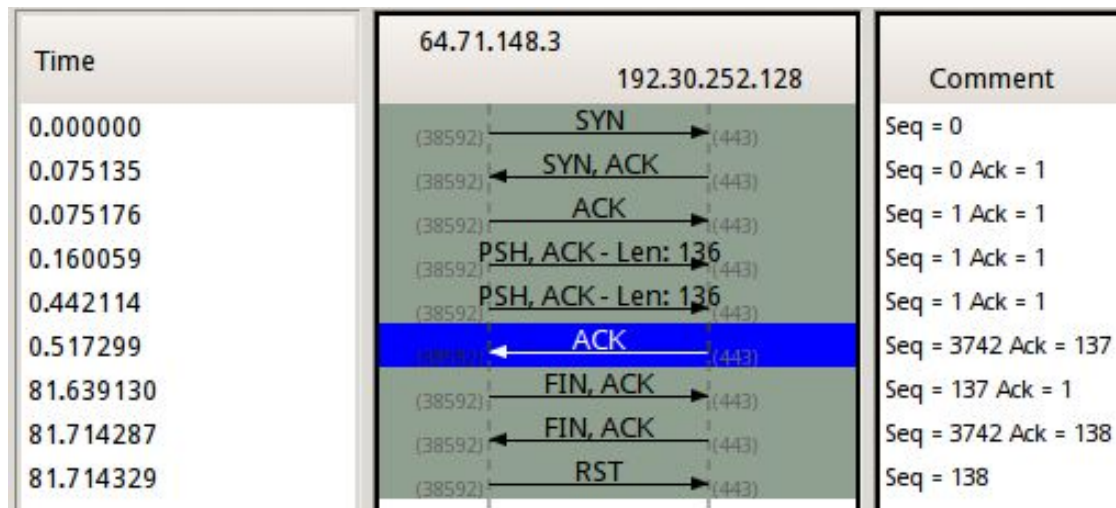 Time
64.71.148.3
192.30.252.128
Comment
0.000000
(38592) SYN (443)
Seq = 0
0.075135
(38592) SYN, ACK (443)
Seq = 0 Ack = 1
0.075176
(38592) ACK (443)
Seq = 1 Ack = 1
0.160059
(38592) PSH, ACK - Len: 136 (443)
Seq = 1 Ack = 1
0.442114
(38592) PSH, ACK - Len: 136 (443)
Seq = 1 Ack = 1
0.517299
(38592) ACK (443)
Seq = 3742 Ack = 137
81.639130
(38592) FIN, ACK (443)
Seq = 137 Ack = 1
81.714287
(38592) FIN, ACK (443)
Seq = 3742 Ack = 138
81.714329
(38592) RST (443)
Seq = 138